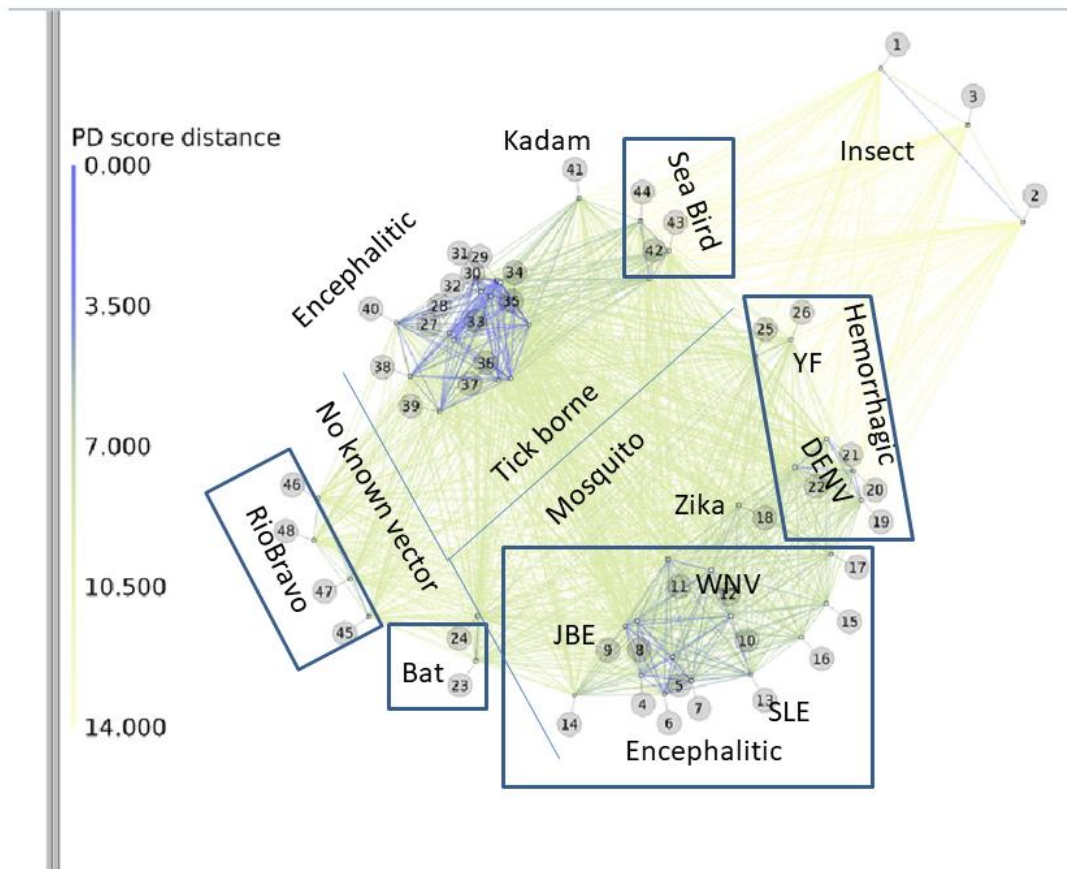 1
3
Insect
2
PD score distance
0.000
3.500
7.000
10.500
14.000
Kadam
41
Sea Bird
44
43
42
Encephalitic
31
29
30
34
32
28
35
40
27
33
38
36
37
39
25
26
YF
Hemorrhagic
DENV
21
22
20
19
No known vector
Tick borne
Mosquito
Zika
18
46
48
RioBravo
47
45
24
Bat
23
17
11
WNV
12
15
JBE
9
8
10
16
5
4
7
13
SLE
14
6
Encephalitic